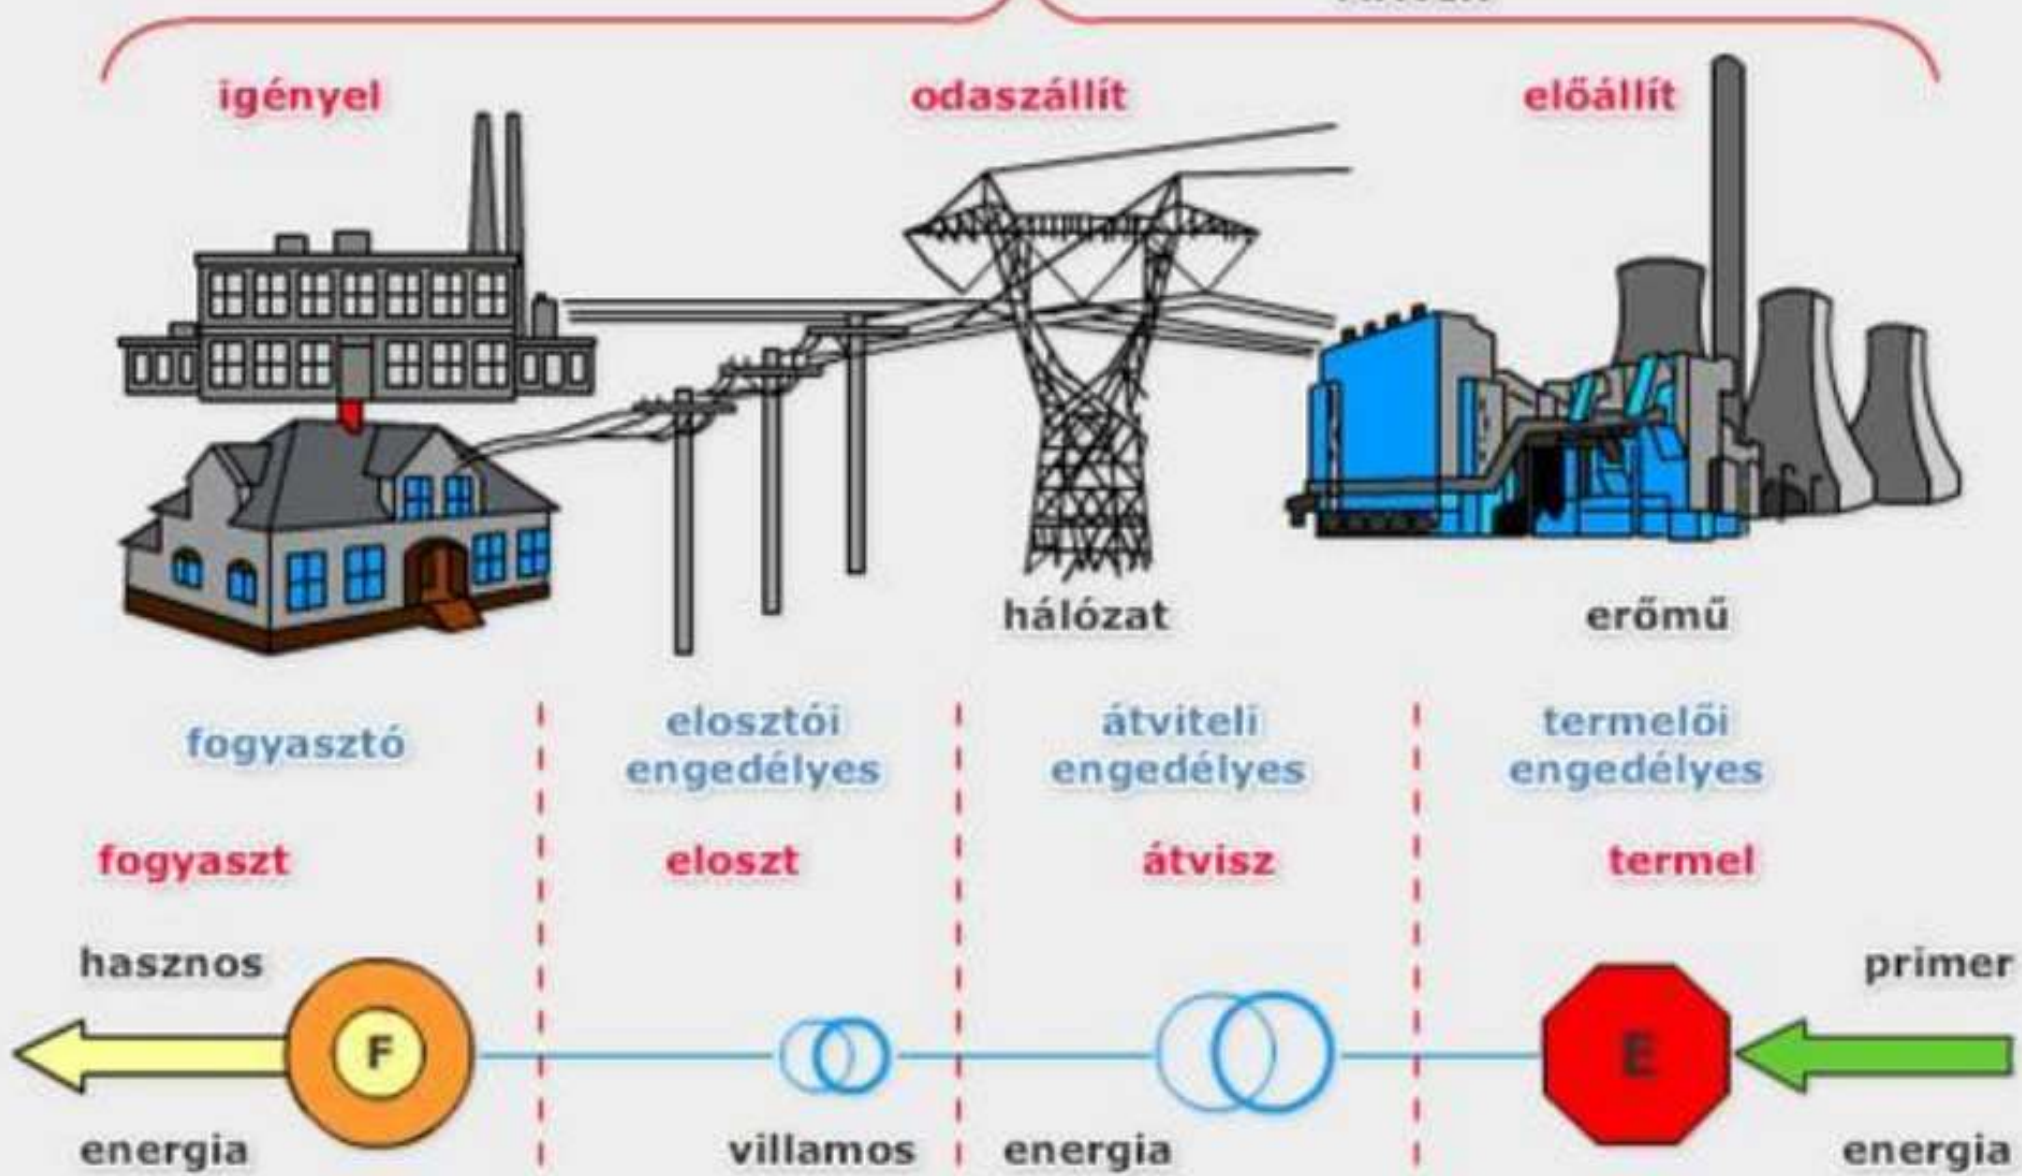 igényel odaszállít előállít
hálózat erőmű
fogyasztó
elosztói engedélyes
átviteli engedélyes
termelői engedélyes
fogyaszt eloszt átvisz termel
hasznos primer
F E
energia villamos energia energia